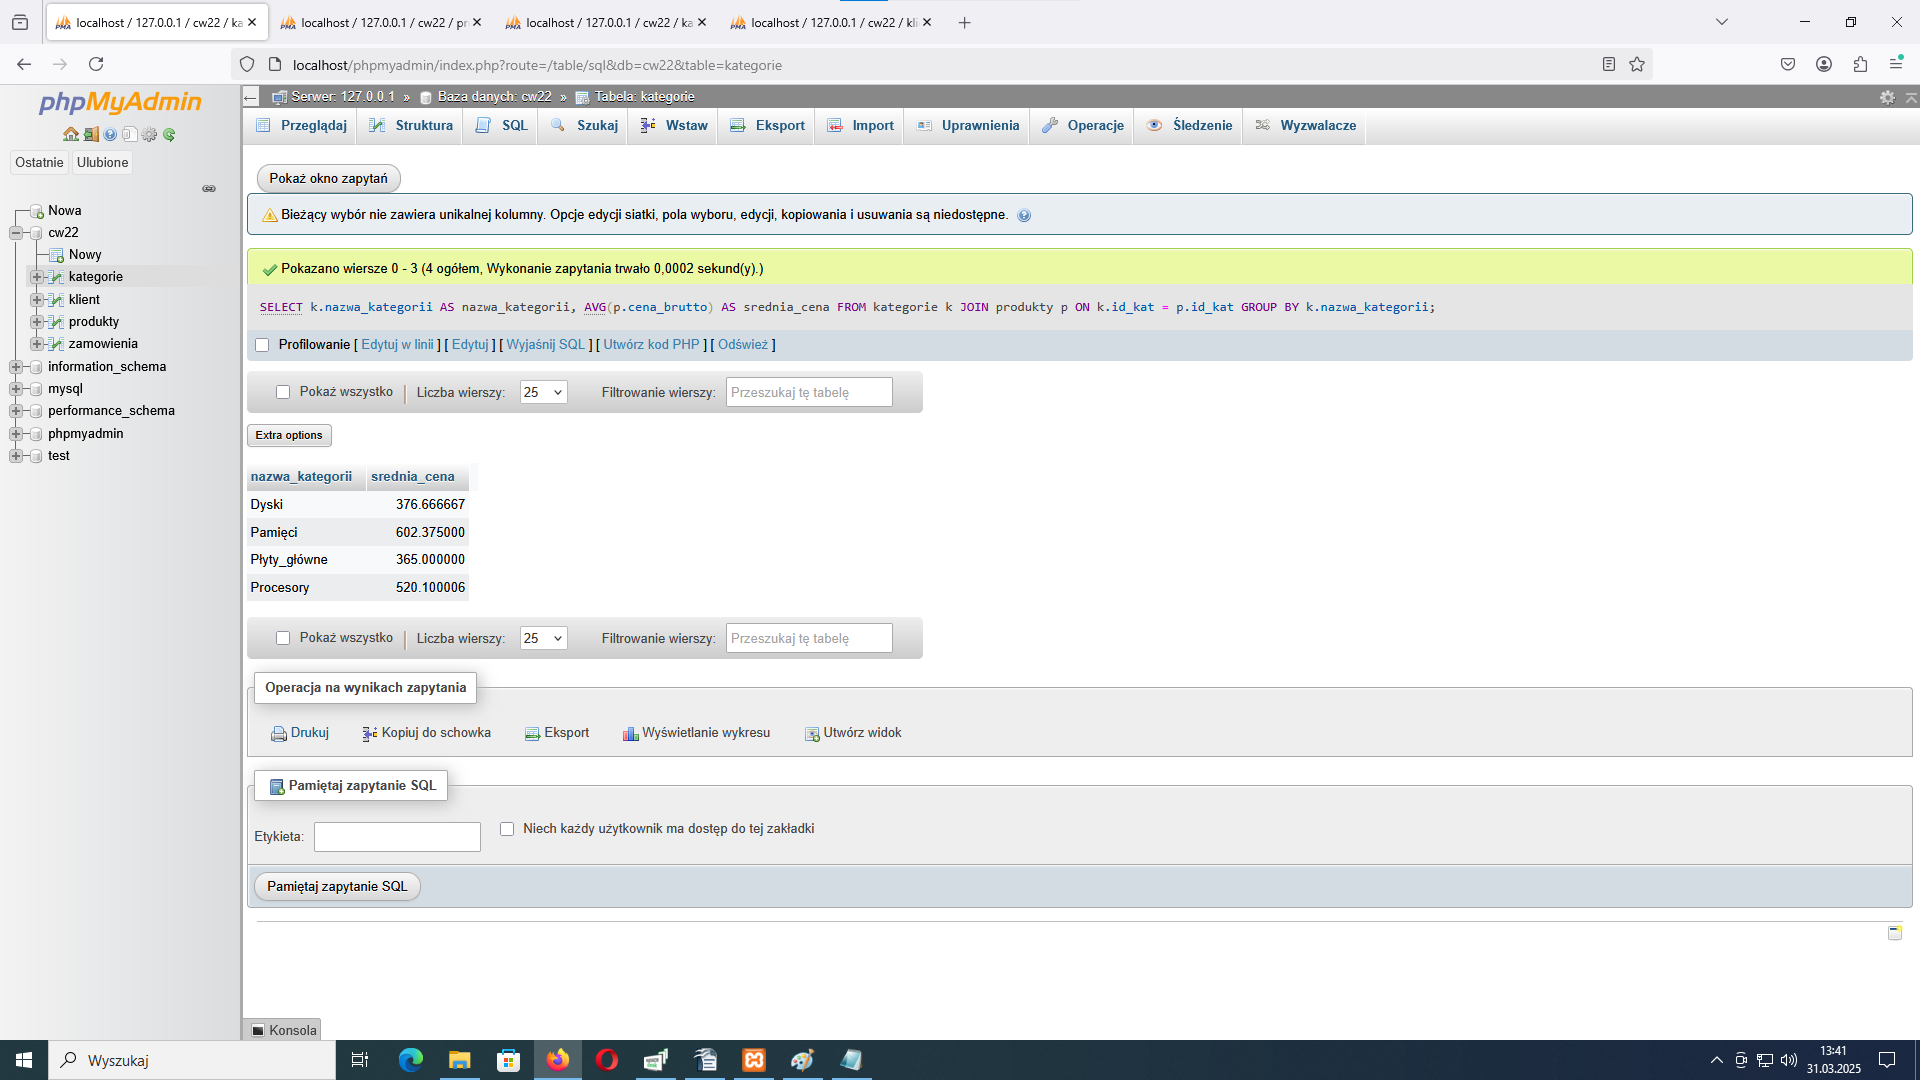 localhost / 127.0.0.1 / cw22 / ka
localhost / 127.0.0.1 / cw22 / pr
localhost / 127.0.0.1 / cw22 / ka
localhost / 127.0.0.1 / cw22 / kli
localhost/phpmyadmin/index.php?route=/table/sql&db=cw22&table=kategorie
phpMyAdmin
Ostatnie
Ulubione
Nowa
cw22
Nowy
kategorie
klient
produkty
zamowienia
information_schema
mysql
performance_schema
phpmyadmin
test
Serwer: 127.0.0.1 » Baza danych: cw22 » Tabela: kategorie
Przeglądaj Struktura SQL Szukaj Wstaw Eksport Import Uprawnienia Operacje Śledzenie Wyzwalacze
Pokaż okno zapytań
Bieżący wybór nie zawiera unikalnej kolumny. Opcje edycji siatki, pola wyboru, edycji, kopiowania i usuwania są niedostępne.
Pokazano wiersze 0 - 3 (4 ogółem, Wykonanie zapytania trwało 0,0002 sekund(y).)
SELECT k.nazwa_kategorii AS nazwa_kategorii, AVG(p.cena_brutto) AS srednia_cena FROM kategorie k JOIN produkty p ON k.id_kat = p.id_kat GROUP BY k.nazwa_kategorii;
Profilowanie [ Edytuj w linii ] [ Edytuj ] [ Wyjaśnij SQL ] [ Utwórz kod PHP ] [ Odśwież ]
Pokaż wszystko | Liczba wierszy: 25 Filtrowanie wierszy: Przeszukaj tę tabelę
Extra options
nazwa_kategorii srednia_cena
Dyski 376.666667
Pamięci 602.375000
Płyty_główne 365.000000
Procesory 520.100006
Pokaż wszystko | Liczba wierszy: 25 Filtrowanie wierszy: Przeszukaj tę tabelę
Operacja na wynikach zapytania
Drukuj Kopiuj do schowka Eksport Wyświetlanie wykresu Utwórz widok
Pamiętaj zapytanie SQL
Etykieta: Niech każdy użytkownik ma dostęp do tej zakładki
Pamiętaj zapytanie SQL
Konsola
Wyszukaj
13:41
31.03.2025